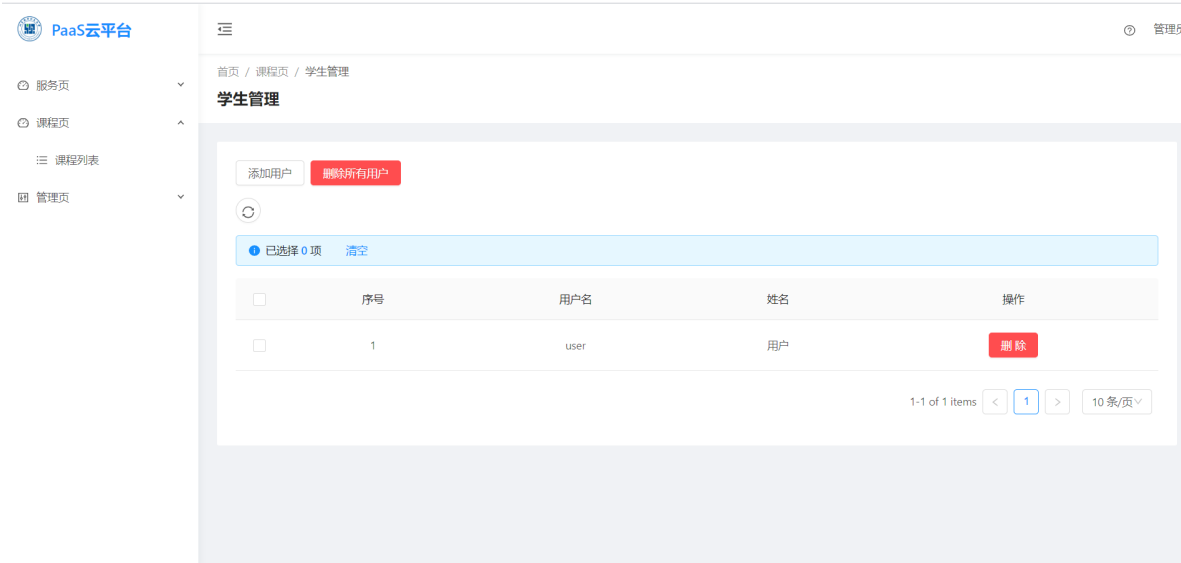 PaaS云平台
管理员
服务页
课程页
课程列表
管理页
首页 / 课程页 / 学生管理
学生管理
添加用户 删除所有用户
已选择 0 项 清空
序号 用户名 姓名 操作
1 user 用户 删 除
1-1 of 1 items < 1 > 10 条/页